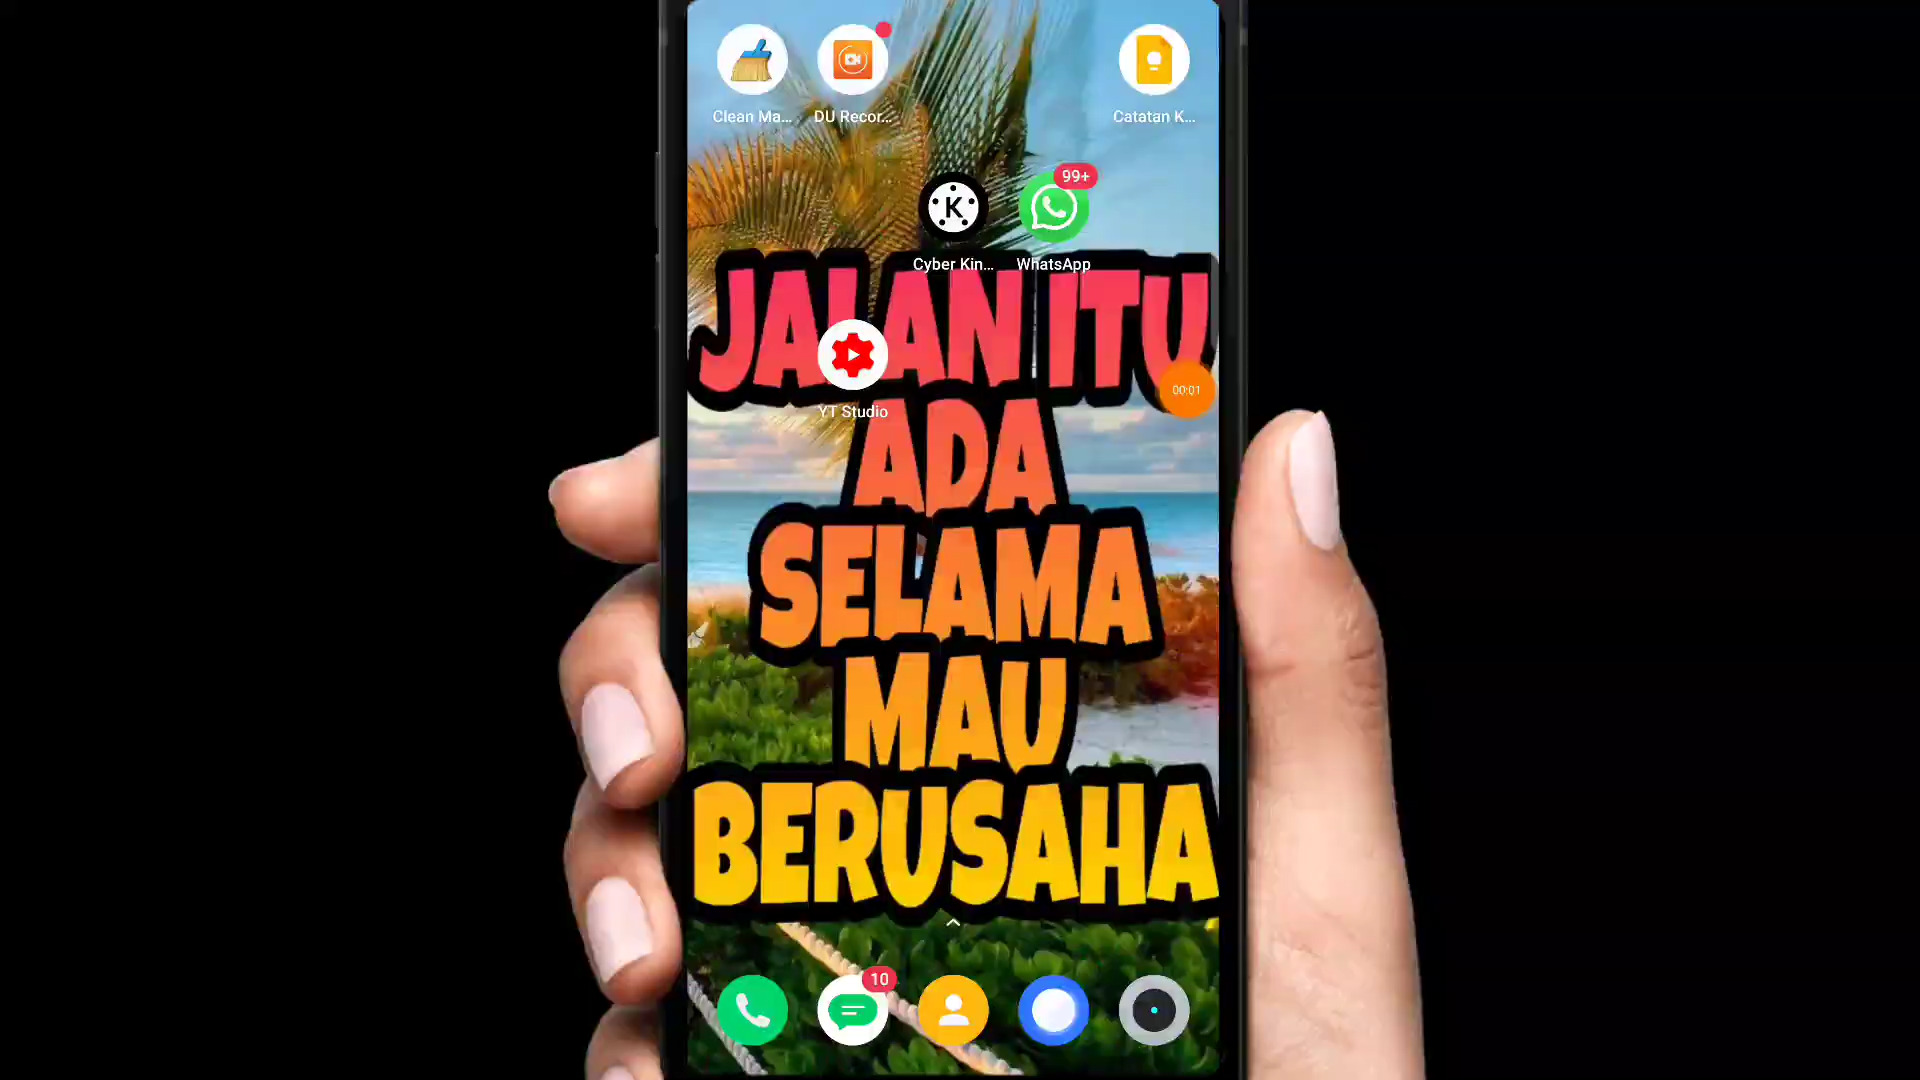 Clean Ma...
DU Recor...
Catatan K...
99+
K
Cyber Kin...
WhatsApp
JALAN ITU
YT Studio
00:01
ADA
SELAMA
MAU
BERUSAHA
10